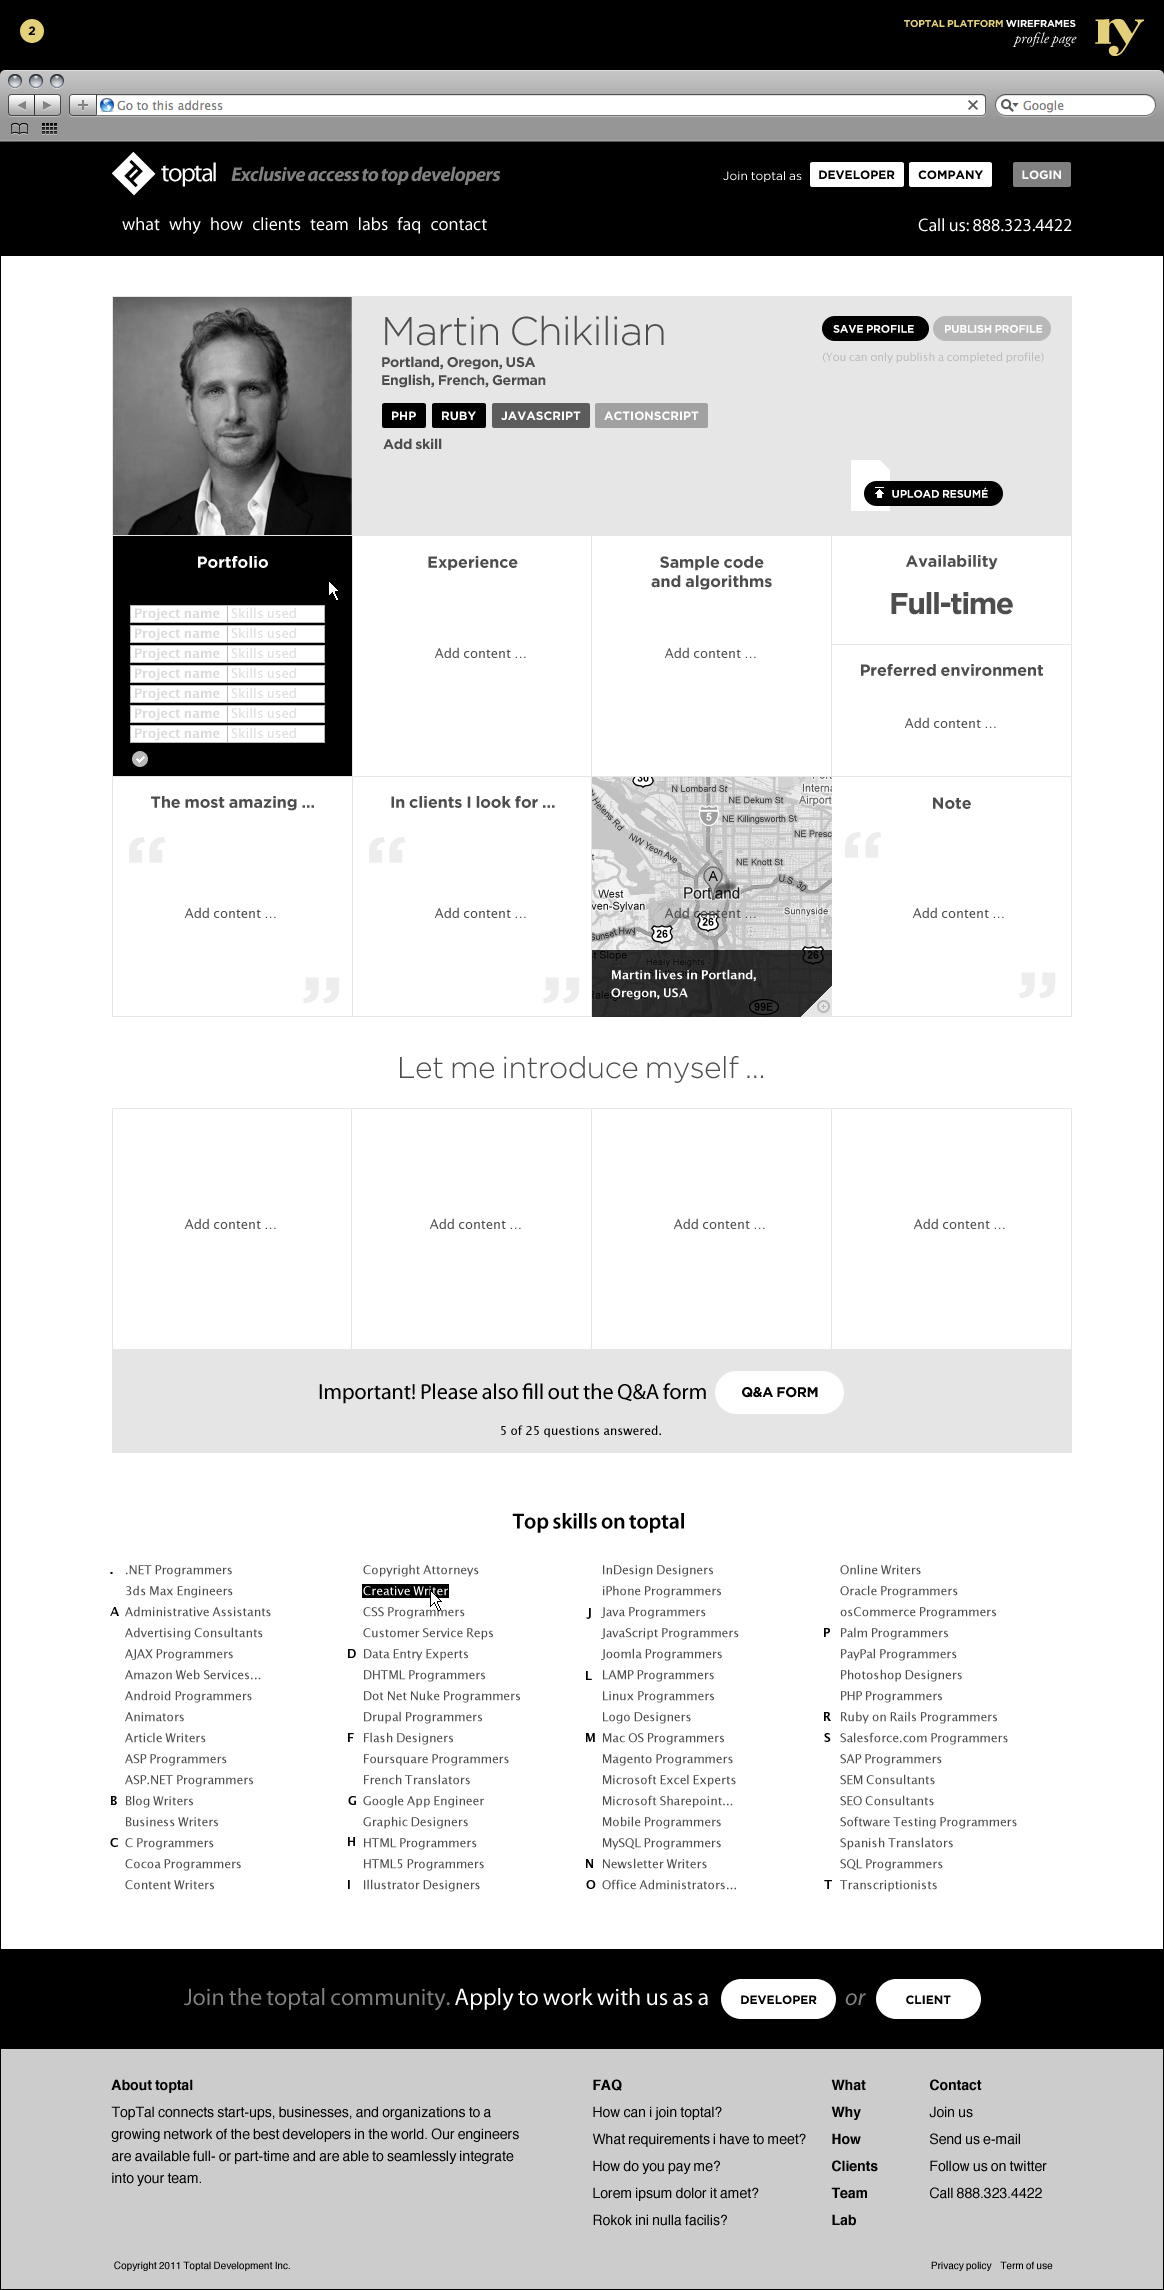 2
TOPTAL PLATFORM WIREFRAMES
profile page
ry
Go to this address
Google
toptal
Exclusive access to top developers
Join toptal as
DEVELOPER
COMPANY
LOGIN
what why how clients team labs faq contact
Call us: 888.323.4422
Martin Chikilian
Portland, Oregon, USA
English, French, German
SAVE PROFILE
PUBLISH PROFILE
(You can only publish a completed profile)
PHP
RUBY
JAVASCRIPT
ACTIONSCRIPT
Add skill
UPLOAD RESUMÉ
Portfolio
Project name Skills used
Project name Skills used
Project name Skills used
Project name Skills used
Project name Skills used
Project name Skills used
Project name Skills used
Experience
Add content ...
Sample code
and algorithms
Add content ...
Availability
Full-time
Preferred environment
Add content ...
The most amazing ...
“
Add content ...
”
In clients I look for ...
“
Add content ...
”
30
N Lombard St
Airport
NE Dekum St
5
NE Killingsworth St
Helens Rd
NW Yeon Ave
NE Presc
NE Knott St
A
U.S. 30
Portland
West
ven-Sylvan
Add content ...
Sunnyside
26
26
Sunset Hwy
26
Healy Heights
Martin lives in Portland,
Oregon, USA
99E
Note
“
Add content ...
”
Let me introduce myself ...
Add content ...
Add content ...
Add content ...
Add content ...
Important! Please also fill out the Q&A form
Q&A FORM
5 of 25 questions answered.
Top skills on toptal
. .NET Programmers
3ds Max Engineers
A Administrative Assistants
Advertising Consultants
AJAX Programmers
Amazon Web Services...
Android Programmers
Animators
Article Writers
ASP Programmers
ASP.NET Programmers
B Blog Writers
Business Writers
C C Programmers
Cocoa Programmers
Content Writers
Copyright Attorneys
Creative Writer
CSS Programmers
Customer Service Reps
D Data Entry Experts
DHTML Programmers
Dot Net Nuke Programmers
Drupal Programmers
F Flash Designers
Foursquare Programmers
French Translators
G Google App Engineer
Graphic Designers
H HTML Programmers
HTML5 Programmers
I Illustrator Designers
InDesign Designers
iPhone Programmers
J Java Programmers
JavaScript Programmers
Joomla Programmers
L LAMP Programmers
Linux Programmers
Logo Designers
M Mac OS Programmers
Magento Programmers
Microsoft Excel Experts
Microsoft Sharepoint...
Mobile Programmers
MySQL Programmers
N Newsletter Writers
O Office Administrators...
Online Writers
Oracle Programmers
osCommerce Programmers
P Palm Programmers
PayPal Programmers
Photoshop Designers
PHP Programmers
R Ruby on Rails Programmers
S Salesforce.com Programmers
SAP Programmers
SEM Consultants
SEO Consultants
Software Testing Programmers
Spanish Translators
SQL Programmers
T Transcriptionists
Join the toptal community. Apply to work with us as a
DEVELOPER
or
CLIENT
About toptal
TopTal connects start-ups, businesses, and organizations to a
growing network of the best developers in the world. Our engineers
are available full- or part-time and are able to seamlessly integrate
into your team.
FAQ
How can i join toptal?
What requirements i have to meet?
How do you pay me?
Lorem ipsum dolor it amet?
Rokok ini nulla facilis?
What
Why
How
Clients
Team
Lab
Contact
Join us
Send us e-mail
Follow us on twitter
Call 888.323.4422
Copyright 2011 Toptal Development Inc.
Privacy policy
Term of use